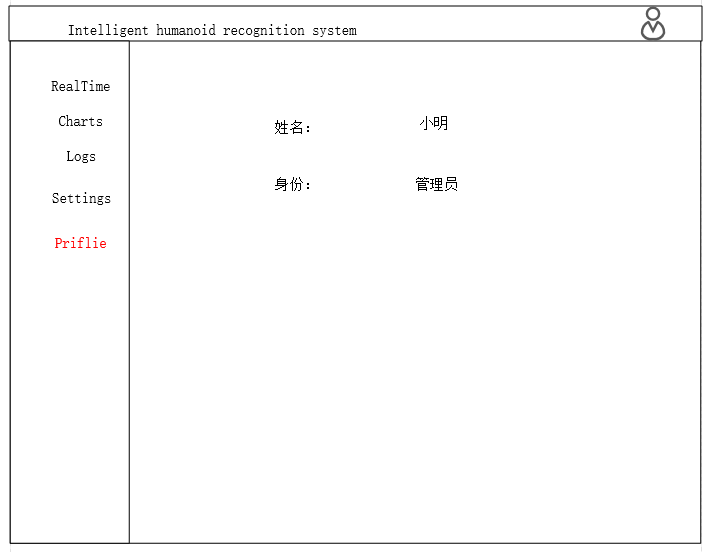 Intelligent humanoid recognition system
RealTime
Charts
Logs
Settings
Priflie
姓名： 小明
身份： 管理员